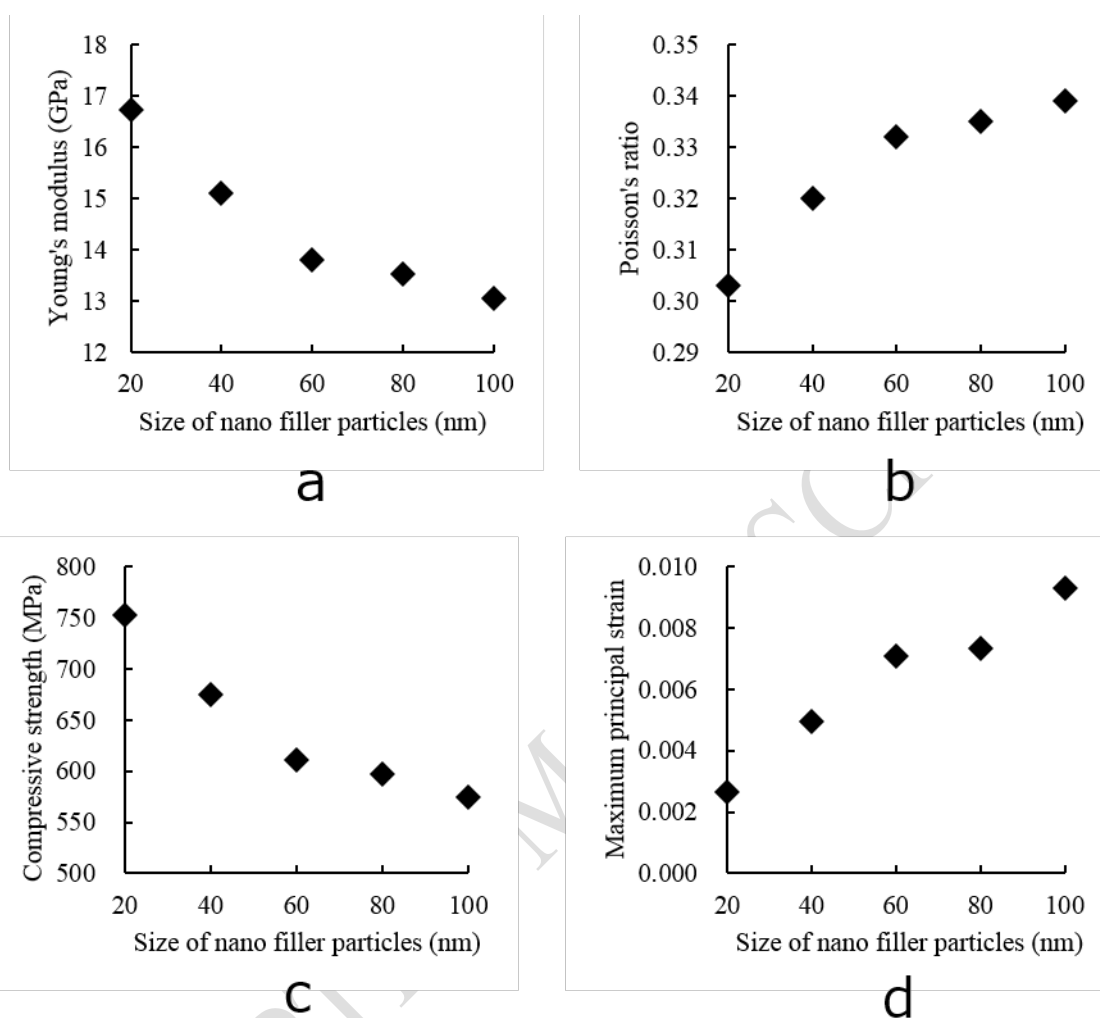 18
17
16
15
14
13
12
Young's modulus (GPa)
20 40 60 80 100
Size of nano filler particles (nm)
a
0.35
0.34
0.33
0.32
0.31
0.30
0.29
Poisson's ratio
20 40 60 80 100
Size of nano filler particles (nm)
b
800
750
700
650
600
550
500
Compressive strength (MPa)
20 40 60 80 100
Size of nano filler particles (nm)
c
0.010
0.008
0.006
0.004
0.002
0.000
Maximum principal strain
20 40 60 80 100
Size of nano filler particles (nm)
d